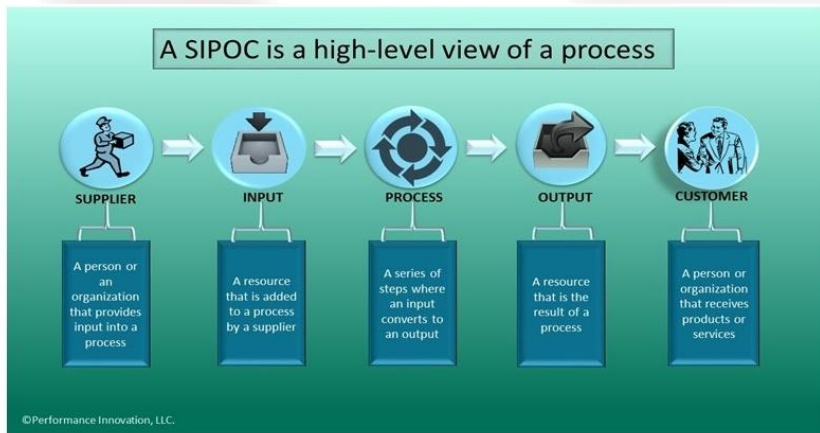 A SIPOC is a high-level view of a process
SUPPLIER
INPUT
PROCESS
OUTPUT
CUSTOMER
A person or
an
organization
that provides
input into a
process
A resource
that is added
to a process
by a supplier
A series of
steps where
an input
converts to
an output
A resource
that is the
result of a
process
A person or
organization
that receives
products or
services
©Performance Innovation, LLC.